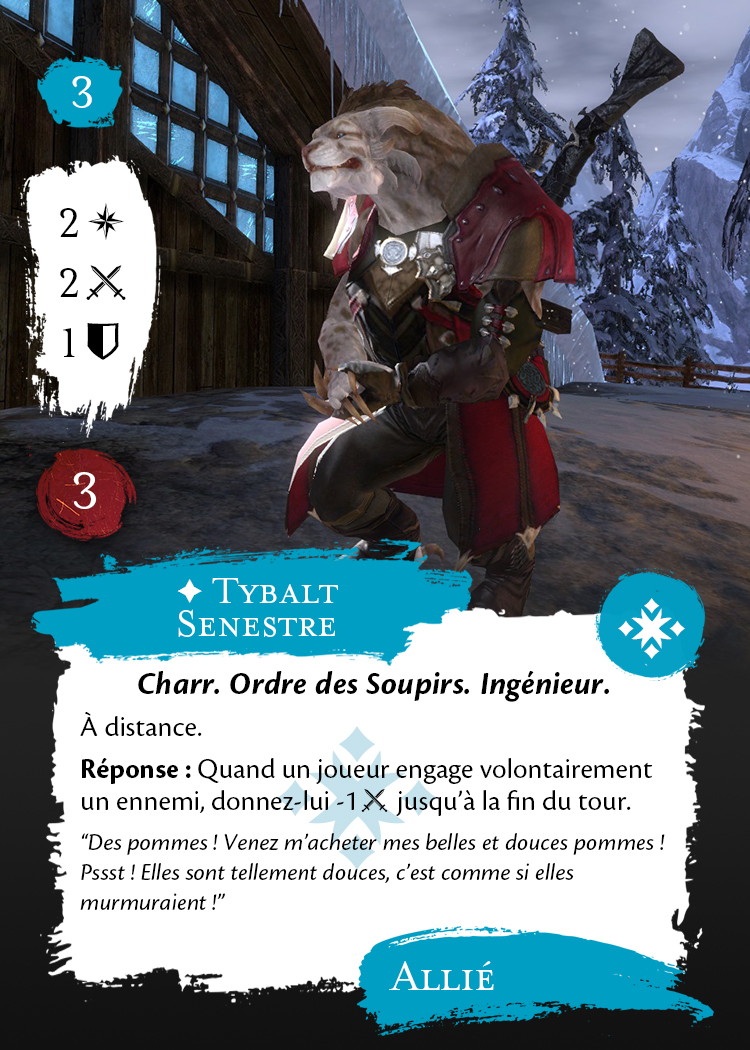 3
2
2
1
3
Tybalt
Senestre
Charr. Ordre des Soupirs. Ingénieur.
À distance.
Réponse : Quand un joueur engage volontairement
un ennemi, donnez-lui -1 jusqu’à la fin du tour.
“Des pommes ! Venez m’acheter mes belles et douces pommes !
Pssst ! Elles sont tellement douces, c’est comme si elles
murmuraient !”
Allié